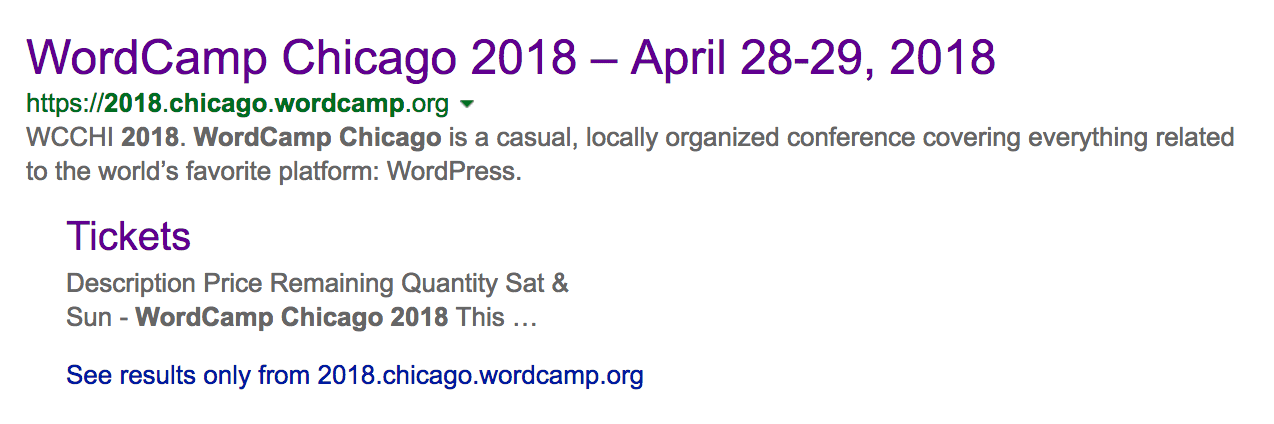 WordCamp Chicago 2018 – April 28-29, 2018
https://2018.chicago.wordcamp.org
WCCHI 2018. WordCamp Chicago is a casual, locally organized conference covering everything related
to the world’s favorite platform: WordPress.
Tickets
Description Price Remaining Quantity Sat &
Sun - WordCamp Chicago 2018 This …
See results only from 2018.chicago.wordcamp.org